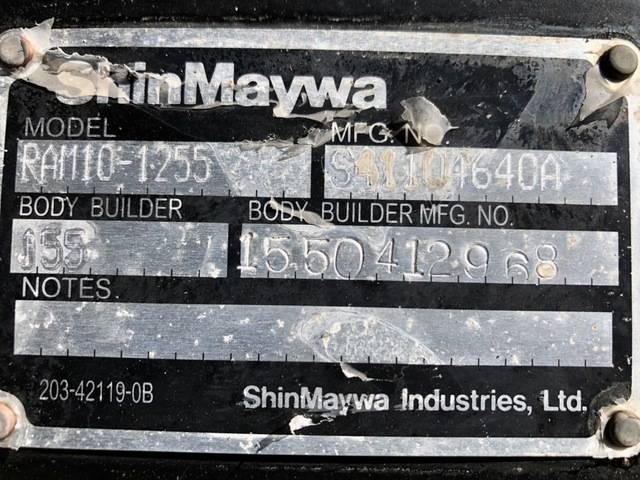 ShinMaywa
MODEL MFG. NO.
RAM10-1255 S41104640A
BODY BUILDER BODY BUILDER MFG. NO.
155 1550412968
NOTES
203-42119-0B ShinMaywa Industries, Ltd.